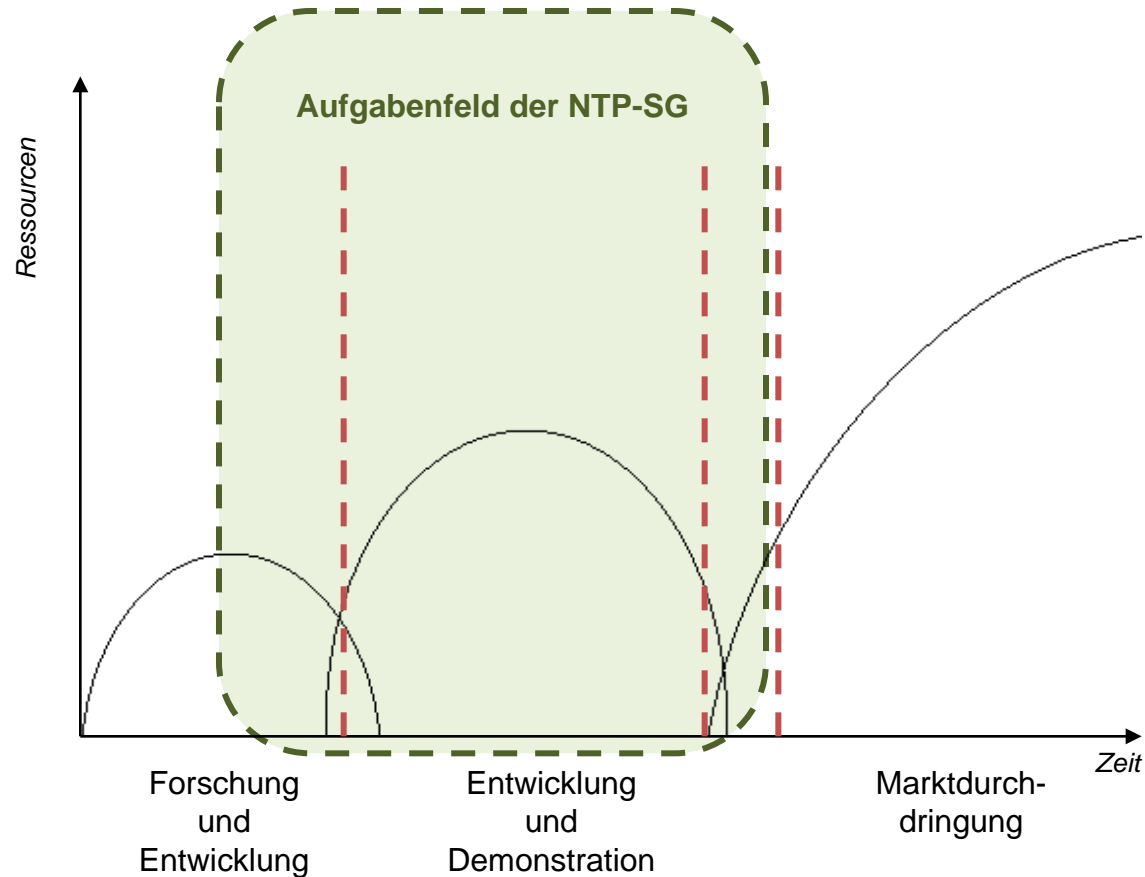 Aufgabenfeld der NTP-SG
Ressourcen
Zeit
Forschung
und
Entwicklung
Entwicklung
und
Demonstration
Marktdurch-
dringung